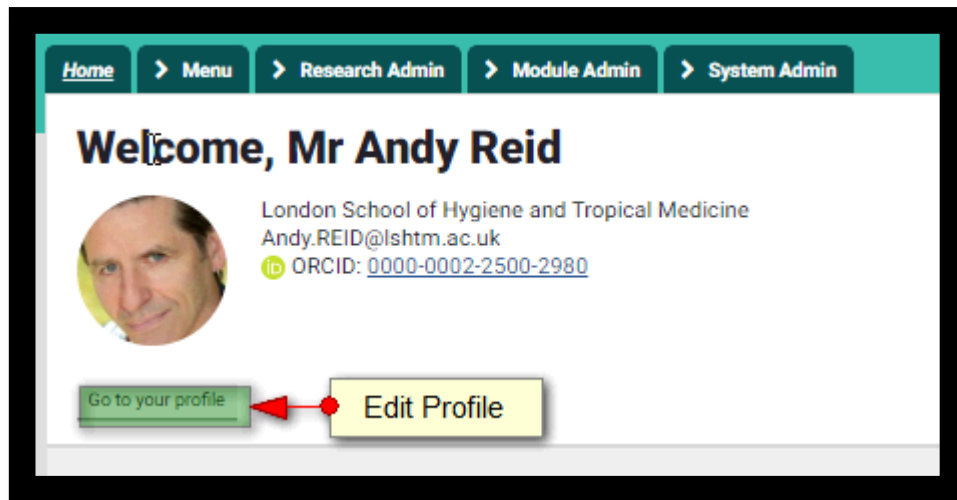 Home > Menu > Research Admin > Module Admin > System Admin
Welcome, Mr Andy Reid
London School of Hygiene and Tropical Medicine
Andy.REID@lshtm.ac.uk
iD ORCID: 0000-0002-2500-2980
Go to your profile
Edit Profile